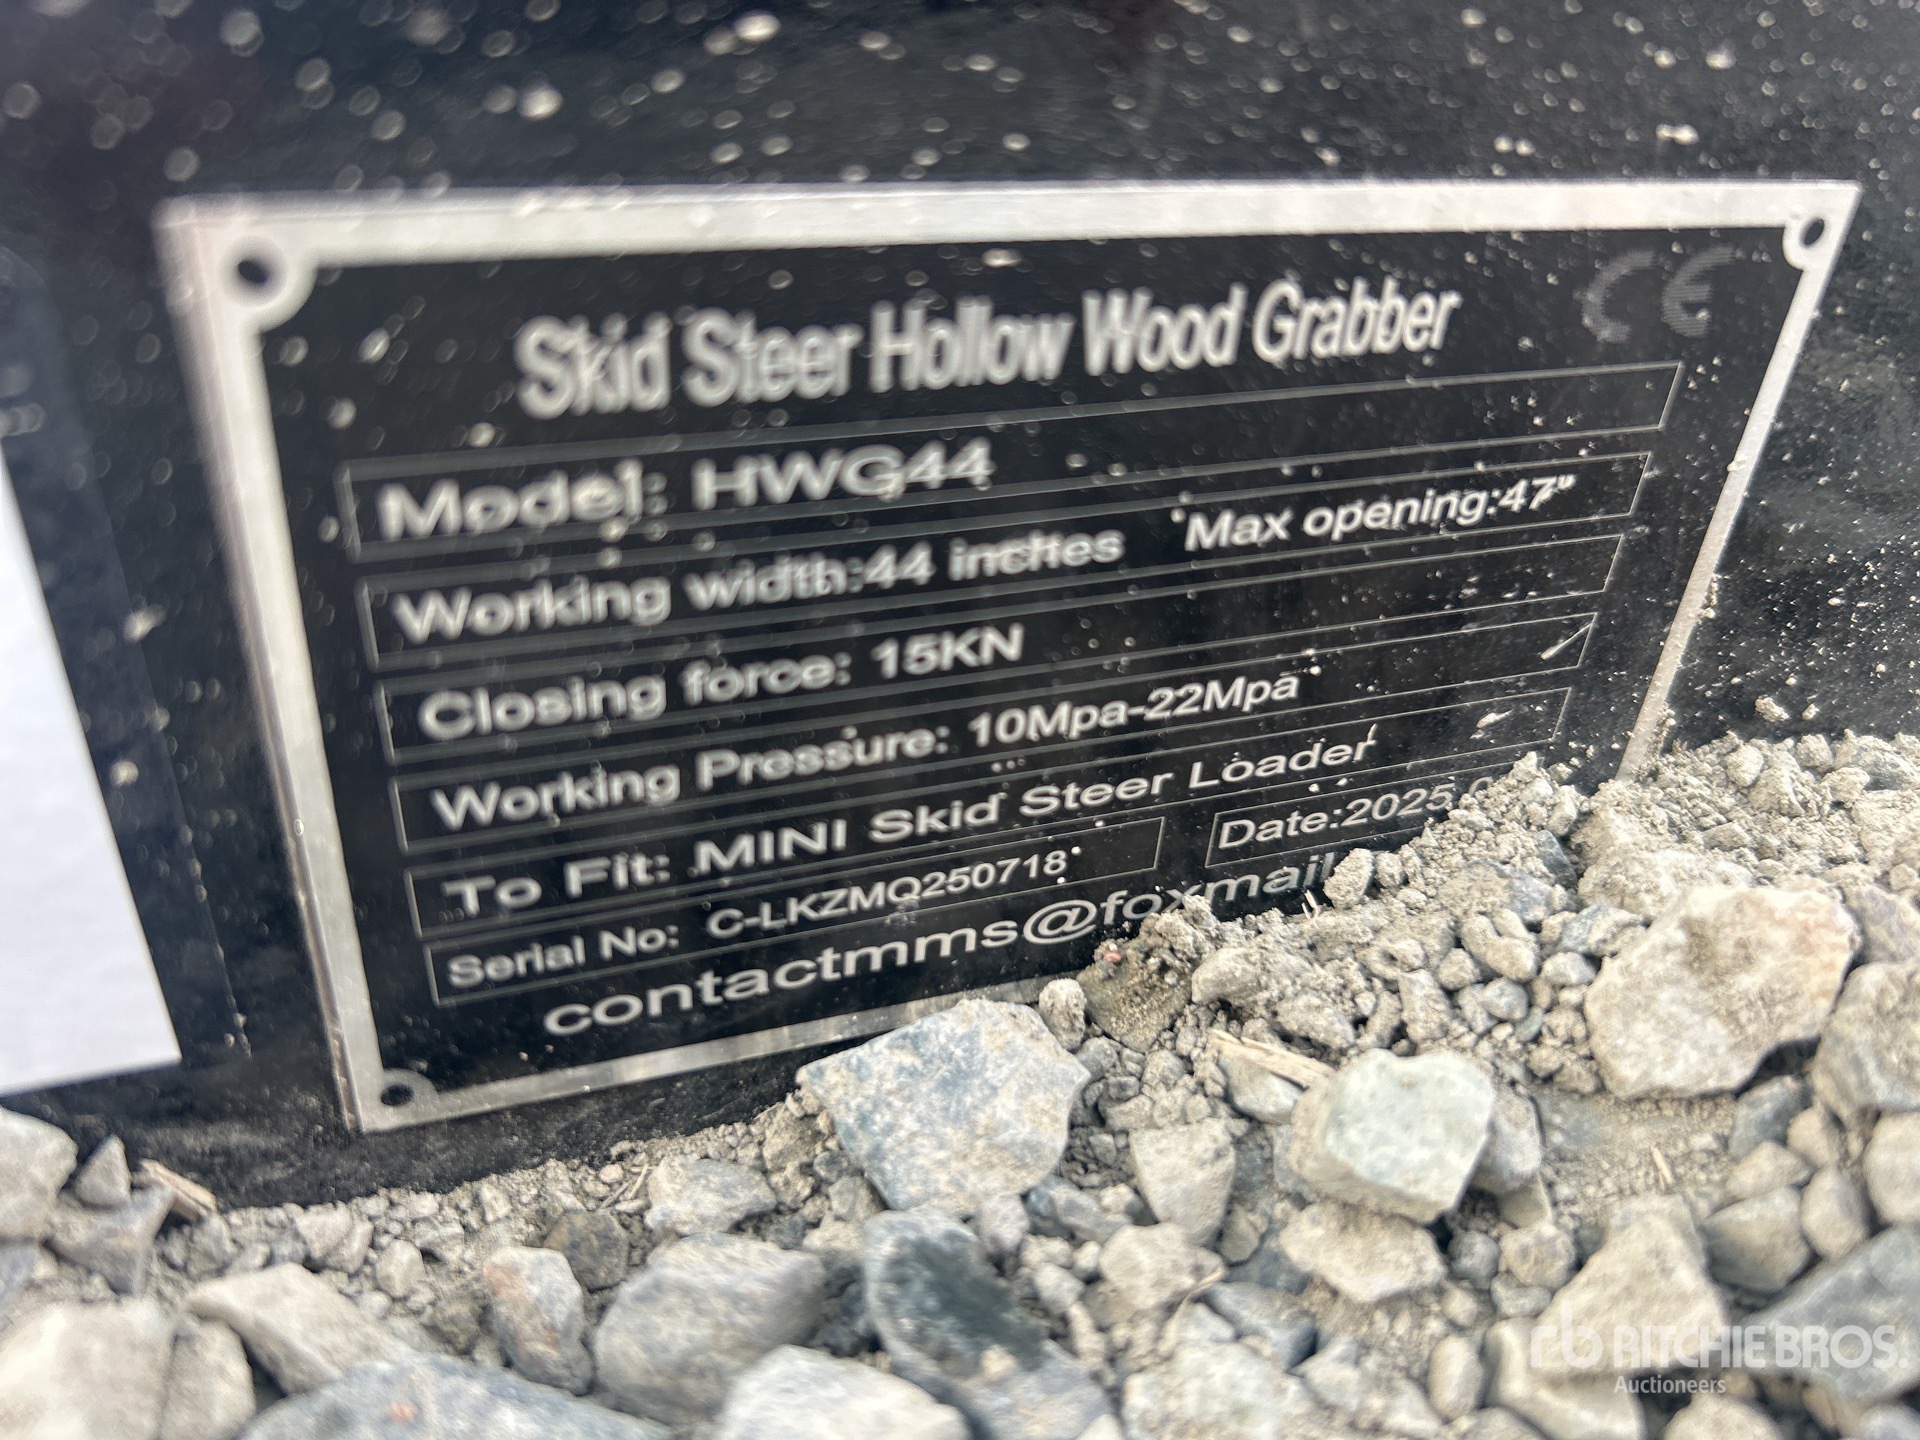 CE
Skid Steer Hollow Wood Grabber
Model: HWG44
Working width:44 inches Max opening:47"
Closing force: 15KN
Working Pressure: 10Mpa-22Mpa
To Fit: MINI Skid Steer Loader
Serial No: C-LKZMQ250718 Date:2025.0
contactmms@foxmail
rb RITCHIE BROS.
Auctioneers